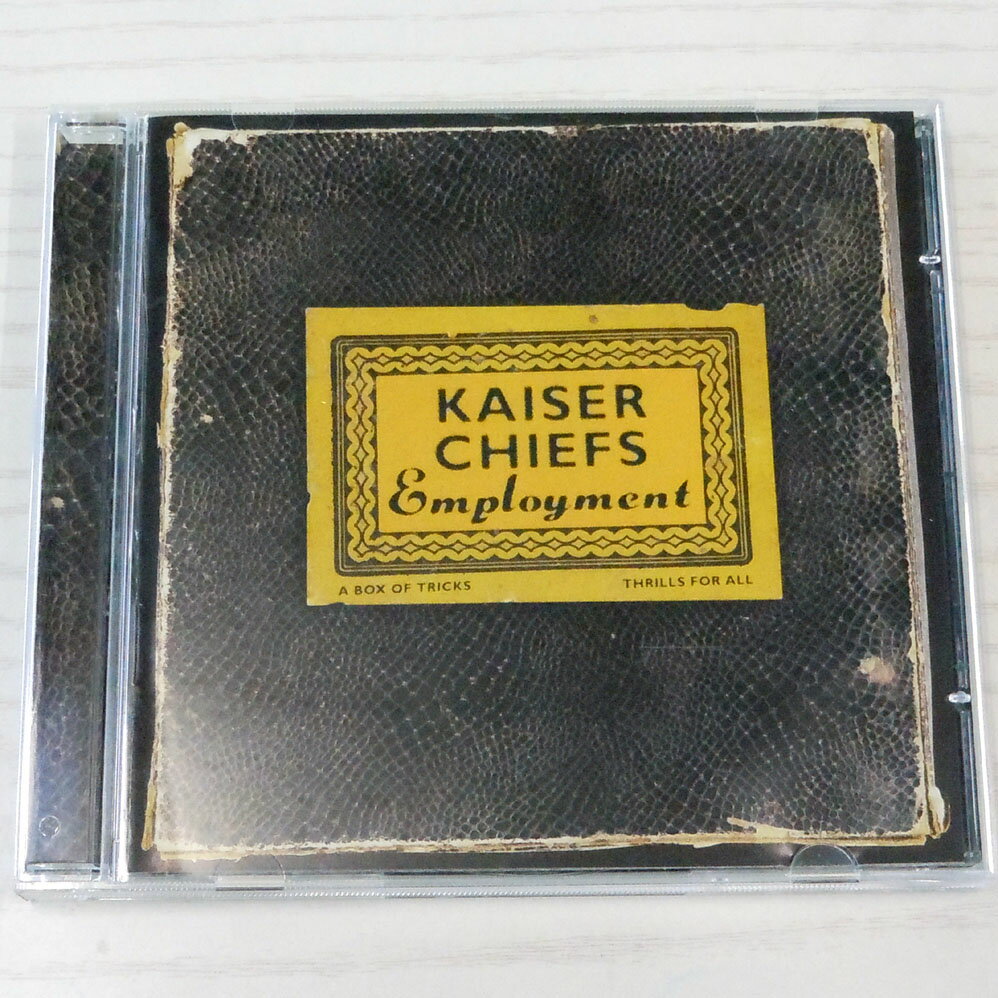 KAISER
CHIEFS
Employment
A BOX OF TRICKS THRILLS FOR ALL